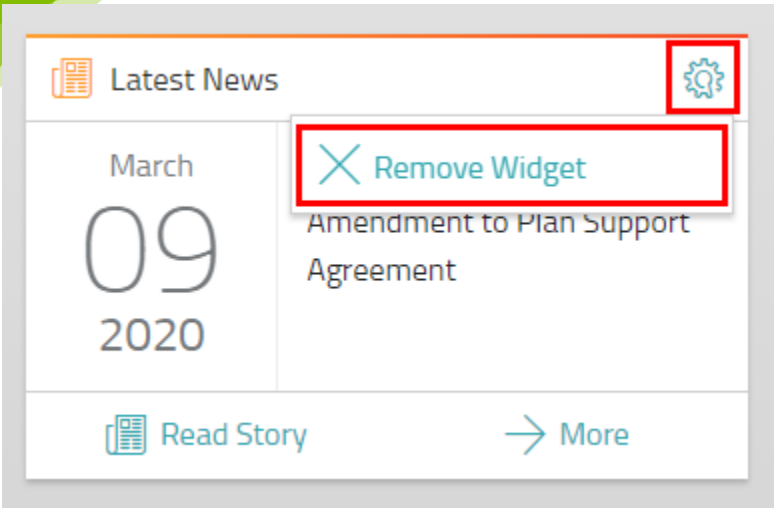 Latest News
Remove Widget
March
09
2020
Amendment to Plan Support
Agreement
Read Story
More